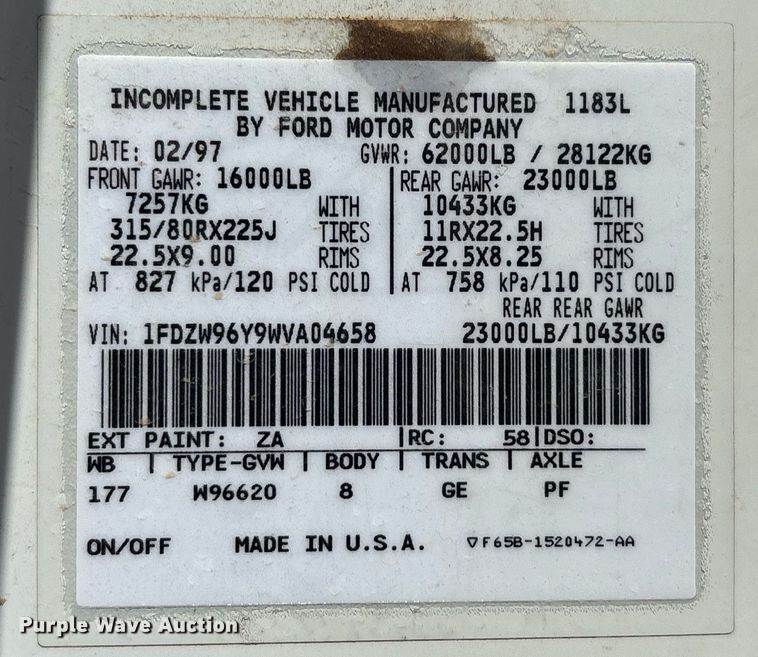 INCOMPLETE VEHICLE MANUFACTURED 1183L
BY FORD MOTOR COMPANY
DATE: 02/97 GVWR: 62000LB / 28122KG
FRONT GAWR: 16000LB REAR GAWR: 23000LB
7257KG WITH 10433KG WITH
315/80RX225J TIRES 11RX22.5H TIRES
22.5X9.00 RIMS 22.5X8.25 RIMS
AT 827 kPa/120 PSI COLD AT 758 kPa/110 PSI COLD
REAR REAR GAWR
VIN: 1FDZW96Y9WVA04658 23000LB/10433KG
EXT PAINT: ZA RC: 58 DSO:
WB TYPE-GVW BODY TRANS AXLE
177 W96620 8 GE PF
ON/OFF MADE IN U.S.A. ▽F65B-1520472-AA
Purple Wave Auction